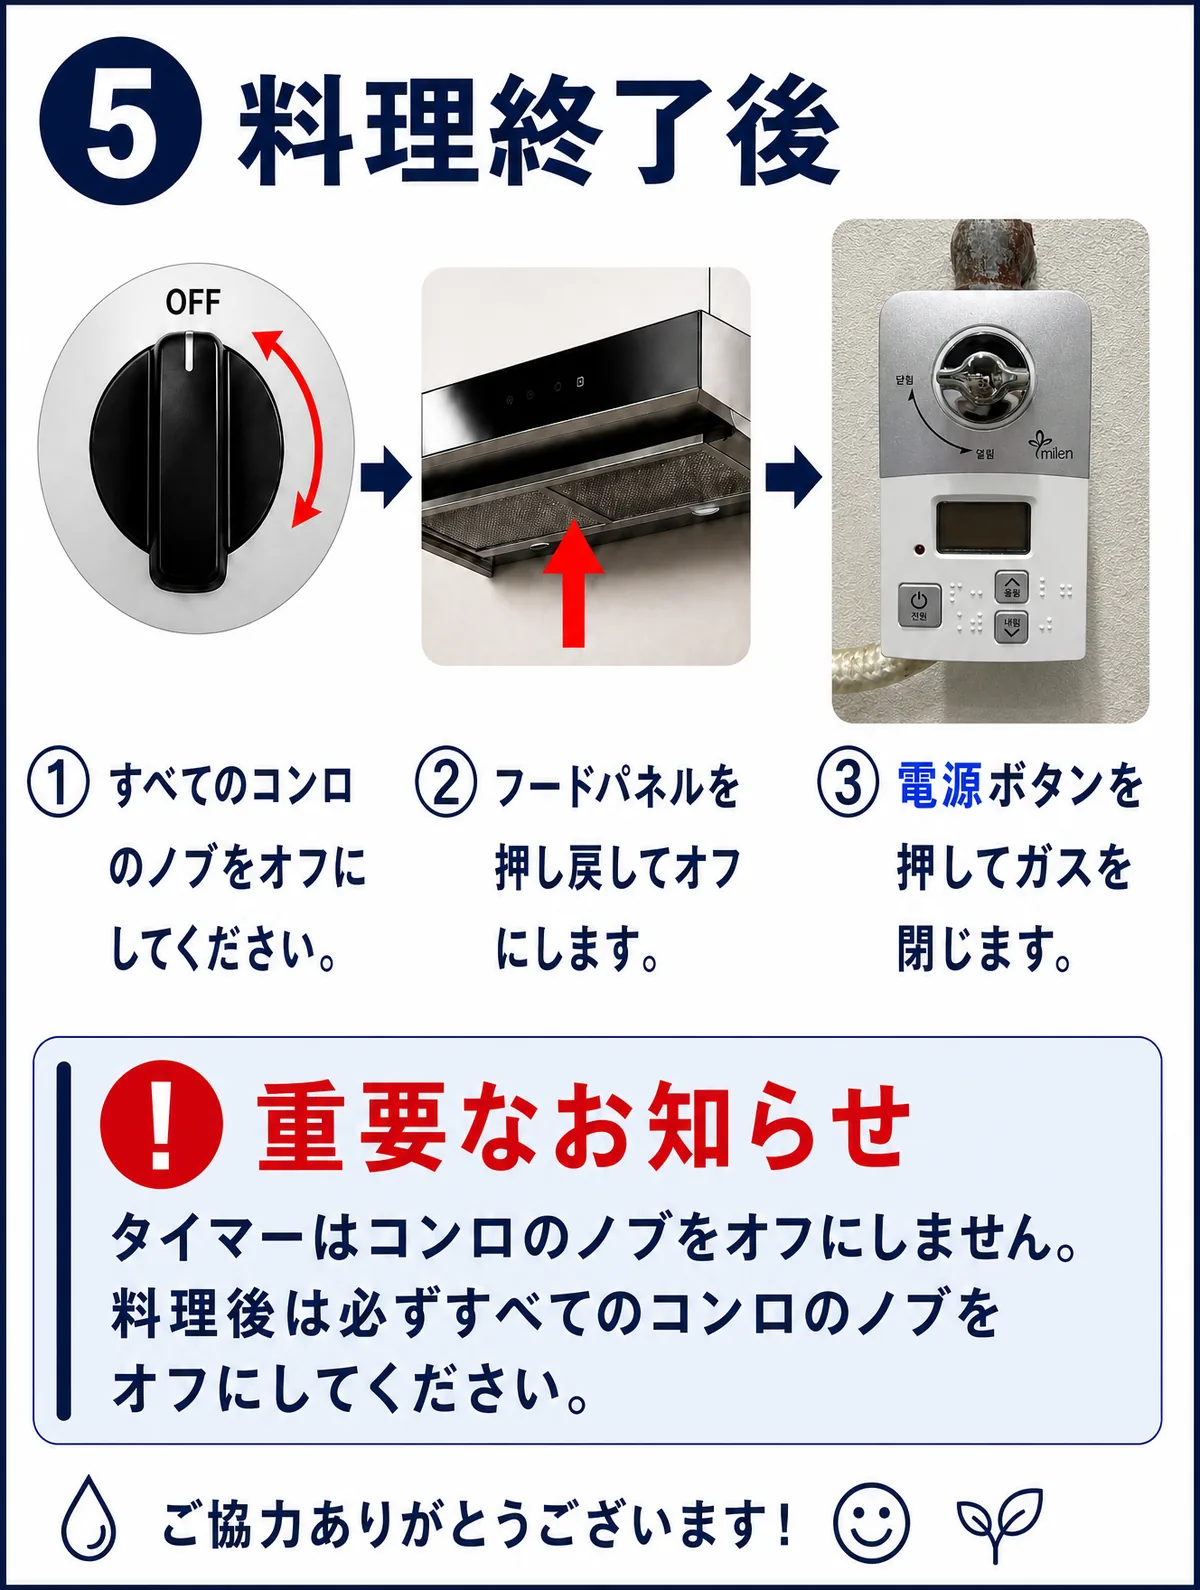 5 料理終了後
OFF
닫힘
열림
milen
전원
올림
내림
① すべてのコンロ
のノブをオフに
してください。
② フードパネルを
押し戻してオフ
にします。
③ 電源ボタンを
押してガスを
閉じます。
! 重要なお知らせ
タイマーはコンロのノブをオフにしません。
料理後は必ずすべてのコンロのノブを
オフにしてください。
ご協力ありがとうございます!